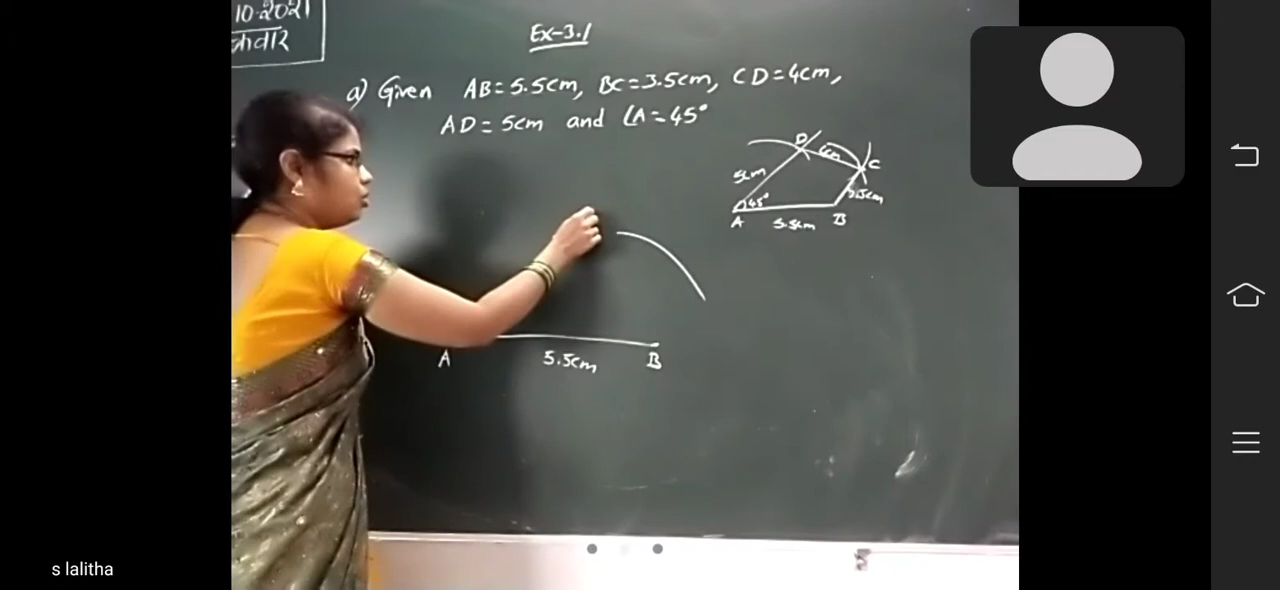 10·2021
Ex-3.1
a) Given AB=5.5cm, BC=3.5cm, CD=4cm,
AD=5cm and ∠A=45°
D
4cm
C
5cm
45°
3.5cm
A
5.5cm
B
A
5.5cm
B
s lalitha